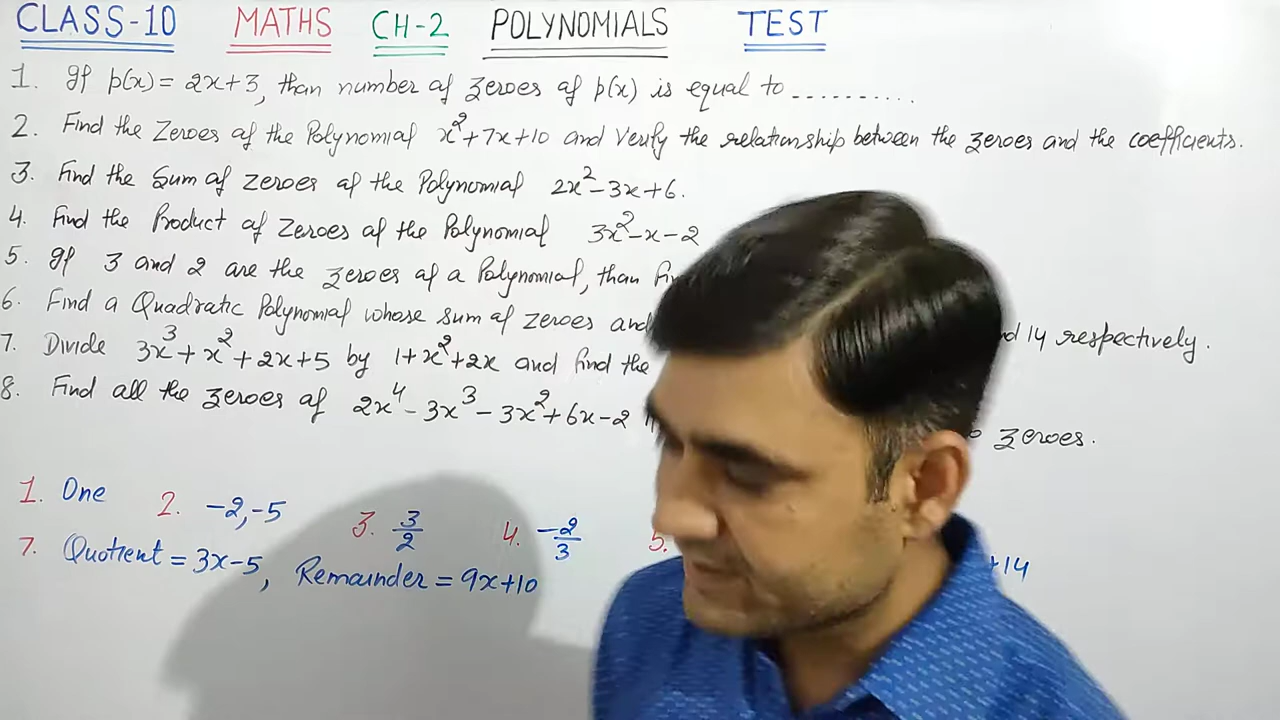 CLASS-10 MATHS CH-2 POLYNOMIALS TEST
1. If p(x) = 2x+3, than number of zeroes of p(x) is equal to ..........
2. Find the Zeroes of the Polynomial x²+7x+10 and Verify the relationship between the zeroes and the coefficients.
3. Find the Sum of Zeroes of the Polynomial 2x²-3x+6.
4. Find the Product of Zeroes of the Polynomial 3x²-x-2
5. If 3 and 2 are the zeroes of a Polynomial, than
6. Find a Quadratic Polynomial whose sum of zeroes and 14 respectively.
7. Divide 3x³+x²+2x+5 by 1+x²+2x and find the
8. Find all the zeroes of 2x⁴-3x³-3x²+6x-2 zeroes.
1. One 2. -2,-5 3. 3/2 4. -2/3 5. +14
7. Quotient = 3x-5, Remainder = 9x+10